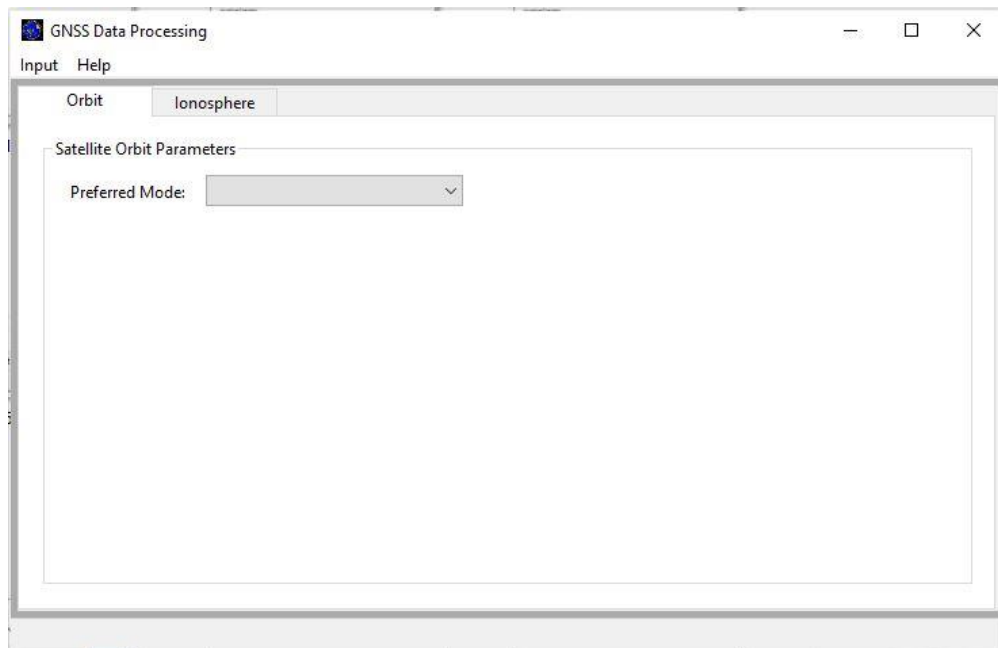 GNSS Data Processing
Input Help
Orbit Ionosphere
Satellite Orbit Parameters
Preferred Mode: